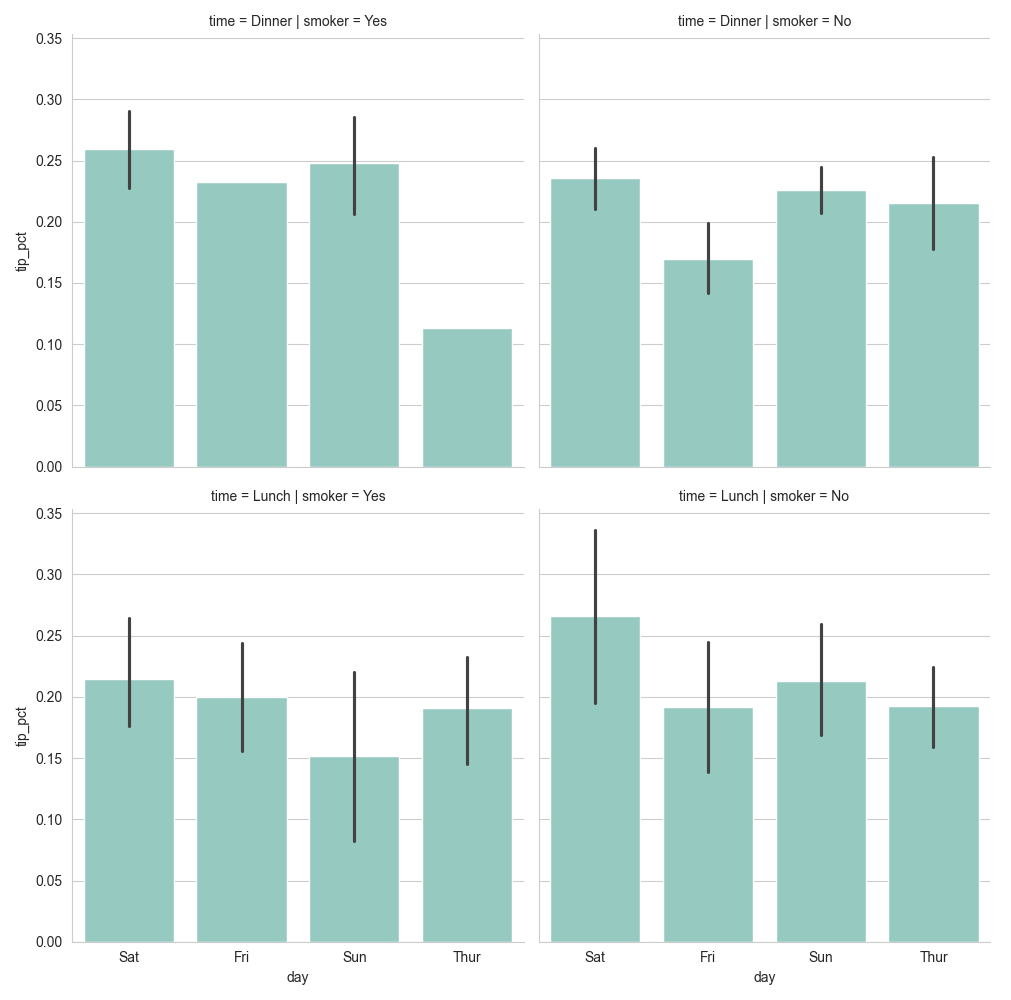 time = Dinner | smoker = Yes
time = Dinner | smoker = No
0.35
0.30
0.25
0.20
0.15
0.10
0.05
0.00
tip_pct
time = Lunch | smoker = Yes
time = Lunch | smoker = No
0.35
0.30
0.25
0.20
0.15
0.10
0.05
0.00
tip_pct
Sat Fri Sun Thur
Sat Fri Sun Thur
day
day